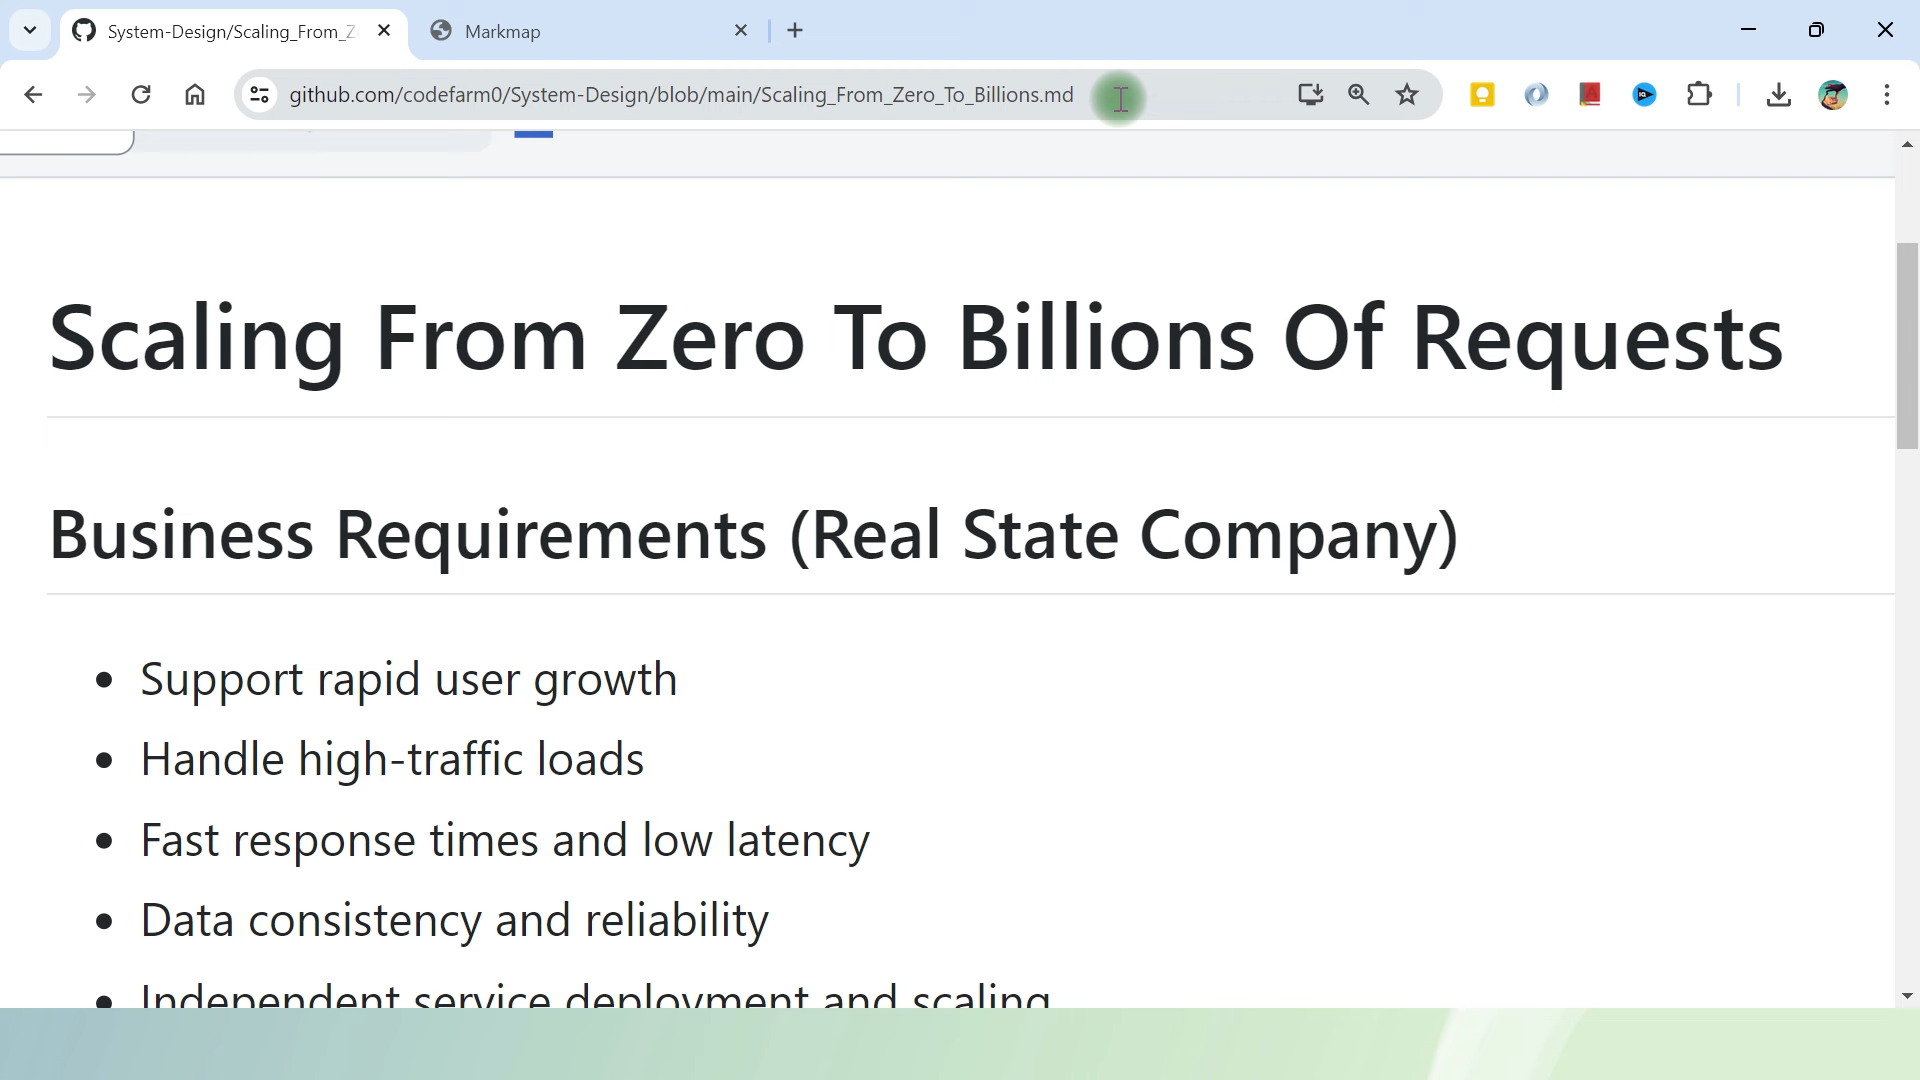 System-Design/Scaling_From_Z
Markmap
github.com/codefarm0/System-Design/blob/main/Scaling_From_Zero_To_Billions.md
Scaling From Zero To Billions Of Requests
Business Requirements (Real State Company)
Support rapid user growth
Handle high-traffic loads
Fast response times and low latency
Data consistency and reliability
Independent service deployment and scaling